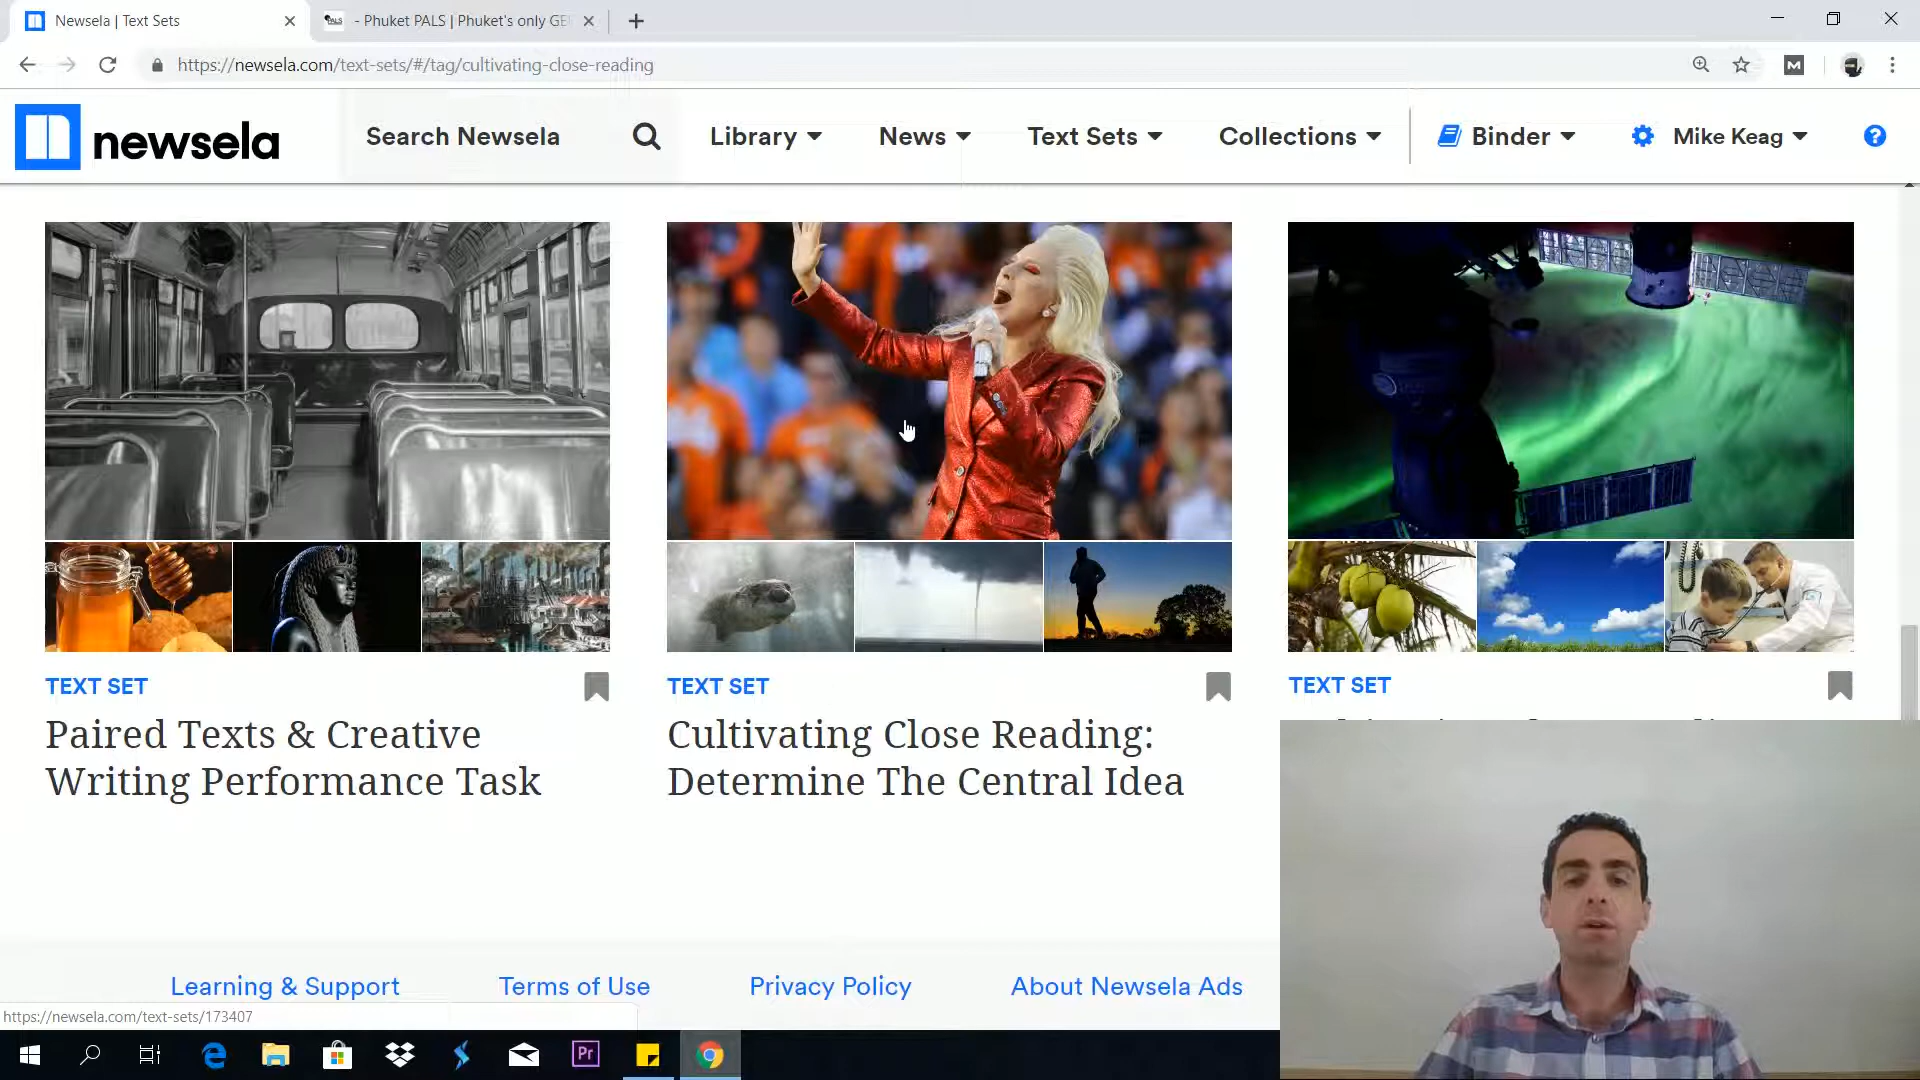 Newsela | Text Sets
- Phuket PALS | Phuket's only GE
https://newsela.com/text-sets/#/tag/cultivating-close-reading
M
newsela
Search Newsela
Library
News
Text Sets
Collections
Binder
Mike Keag
?
TEXT SET
Paired Texts & Creative
Writing Performance Task
TEXT SET
Cultivating Close Reading:
Determine The Central Idea
TEXT SET
Learning & Support
Terms of Use
Privacy Policy
About Newsela Ads
https://newsela.com/text-sets/173407
Pr